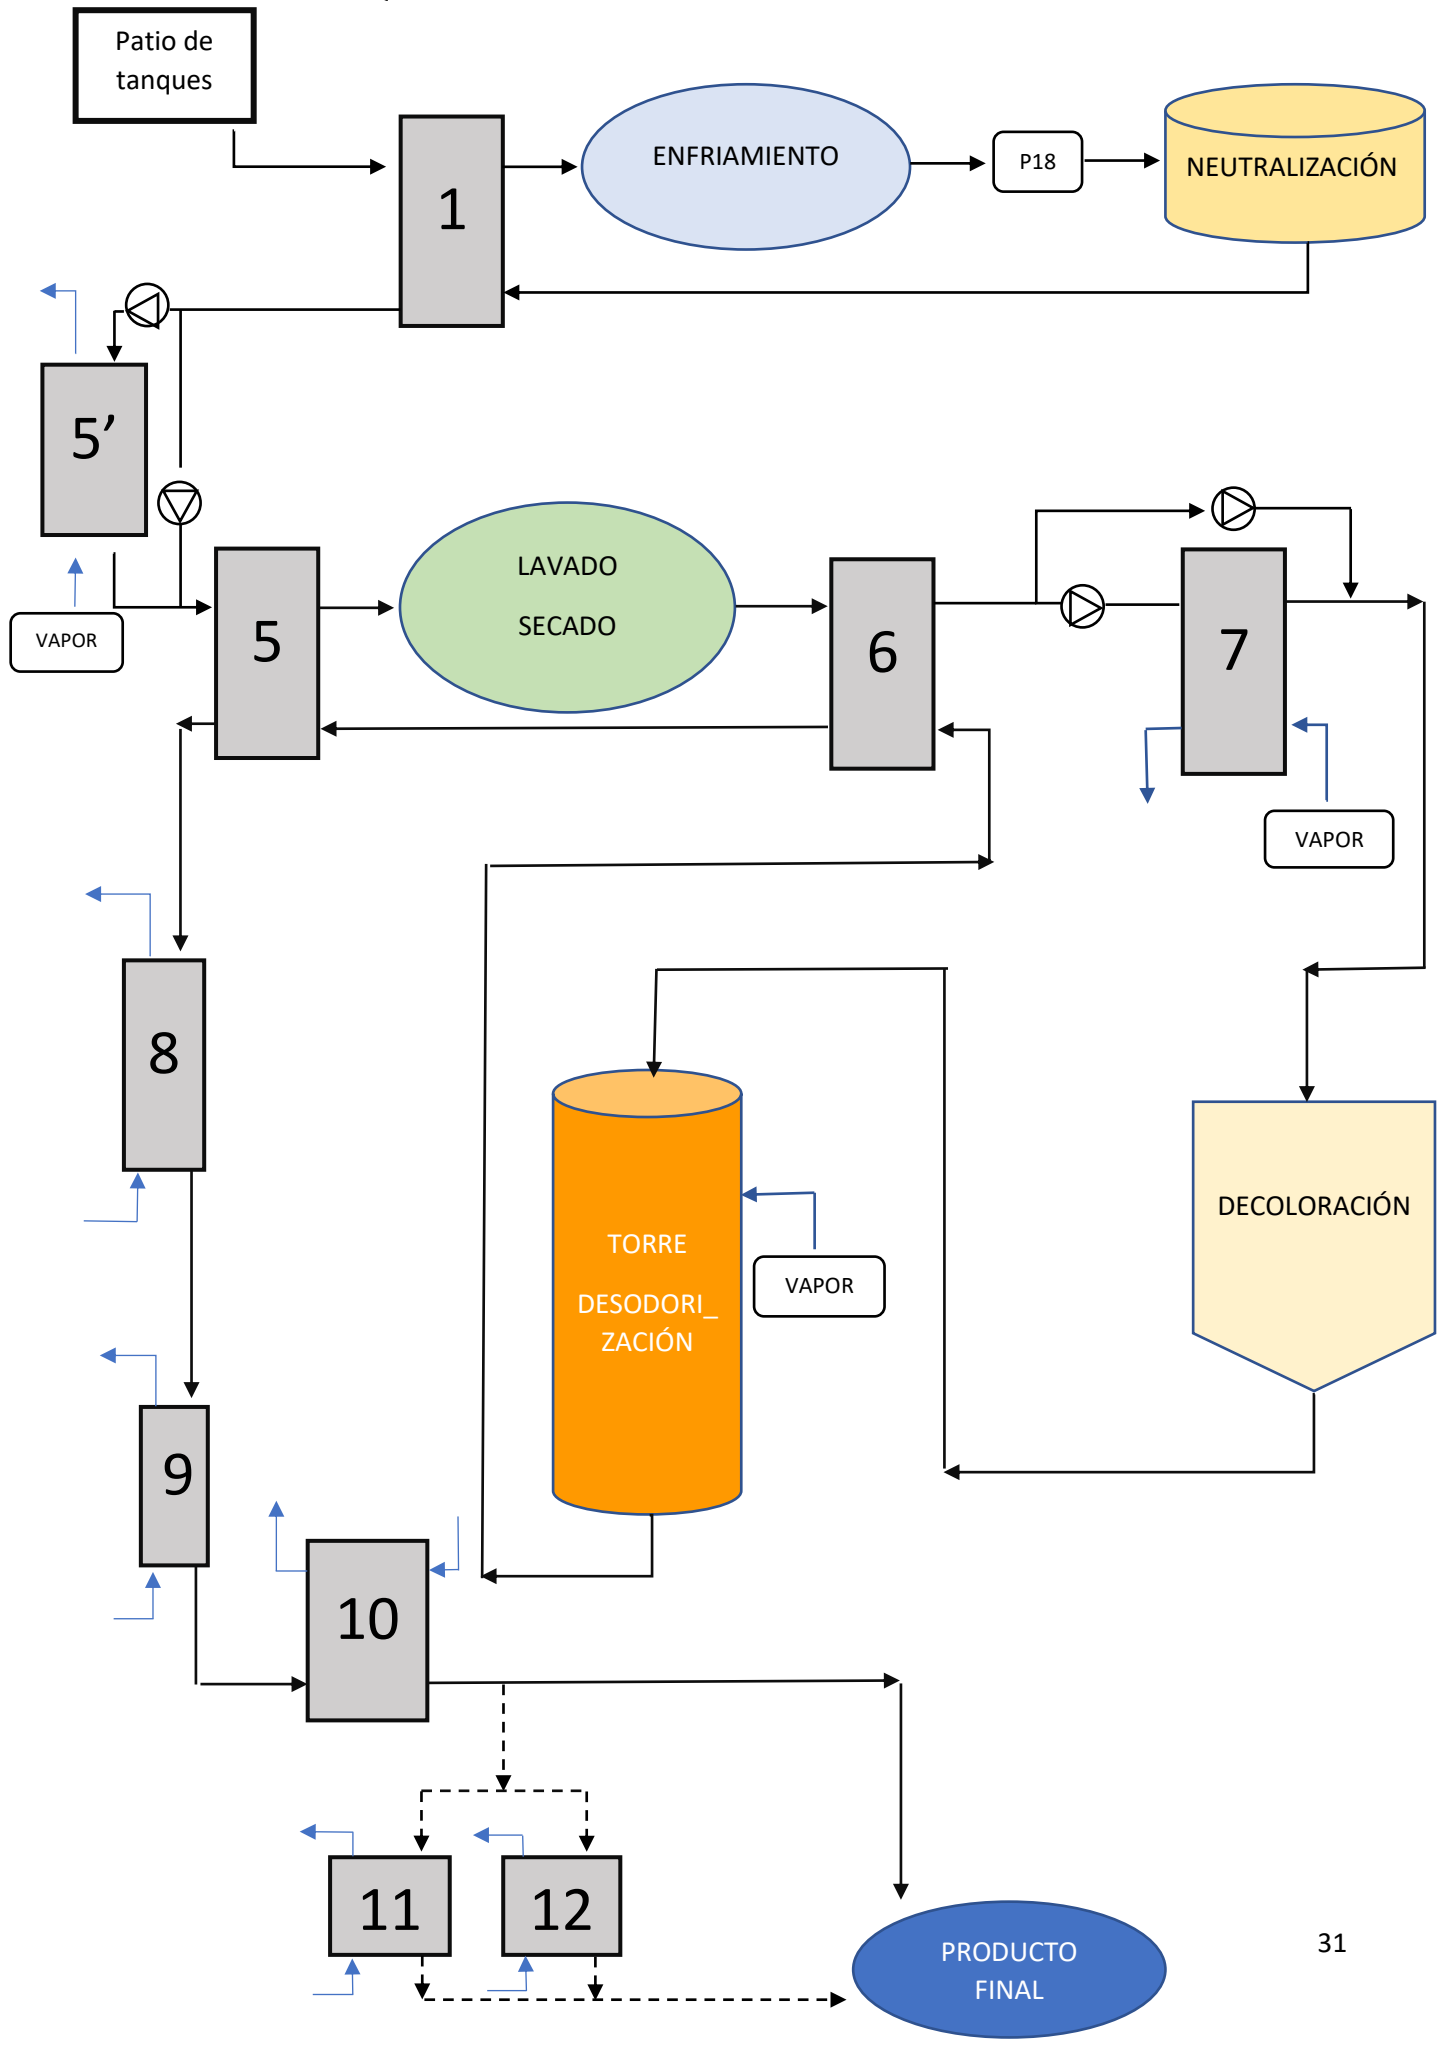 Patio de
tanques
1
ENFRIAMIENTO
P18
NEUTRALIZACIÓN
5’
VAPOR
5
LAVADO
SECADO
6
7
VAPOR
8
TORRE
DESODORI_
ZACIÓN
VAPOR
DECOLORACIÓN
9
10
11
12
PRODUCTO
FINAL
31